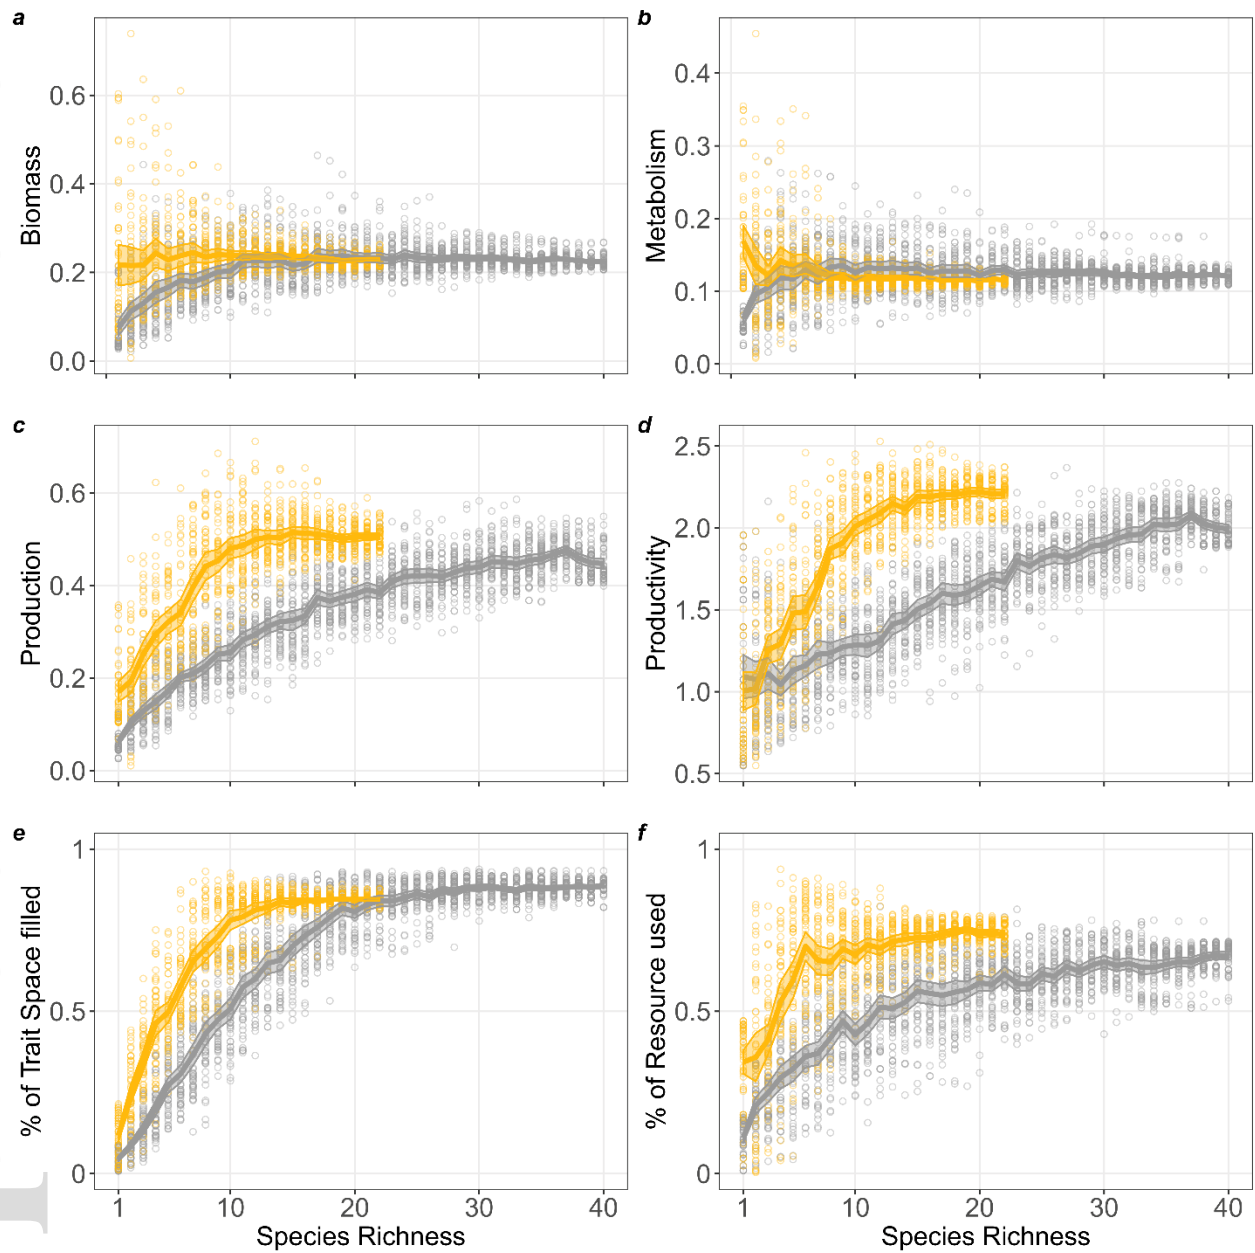 a
b
0.6
0.4
0.2
0.0
Biomass
0.4
0.3
0.2
0.1
0.0
Metabolism
c
d
0.6
0.4
0.2
0.0
Production
2.5
2.0
1.5
1.0
0.5
Productivity
e
f
1
0.5
0
% of Trait Space filled
1
0.5
0
% of Resource used
1 10 20 30 40
Species Richness
1 10 20 30 40
Species Richness